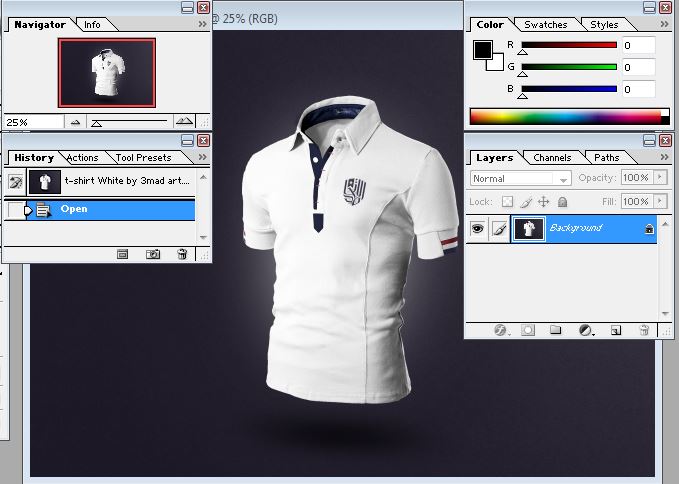 Navigator Info
@ 25% (RGB)
25%
History Actions Tool Presets
t-shirt White by 3mad art....
Open
Color Swatches Styles
R 0
G 0
B 0
Layers Channels Paths
Normal Opacity: 100%
Lock: Fill: 100%
Background